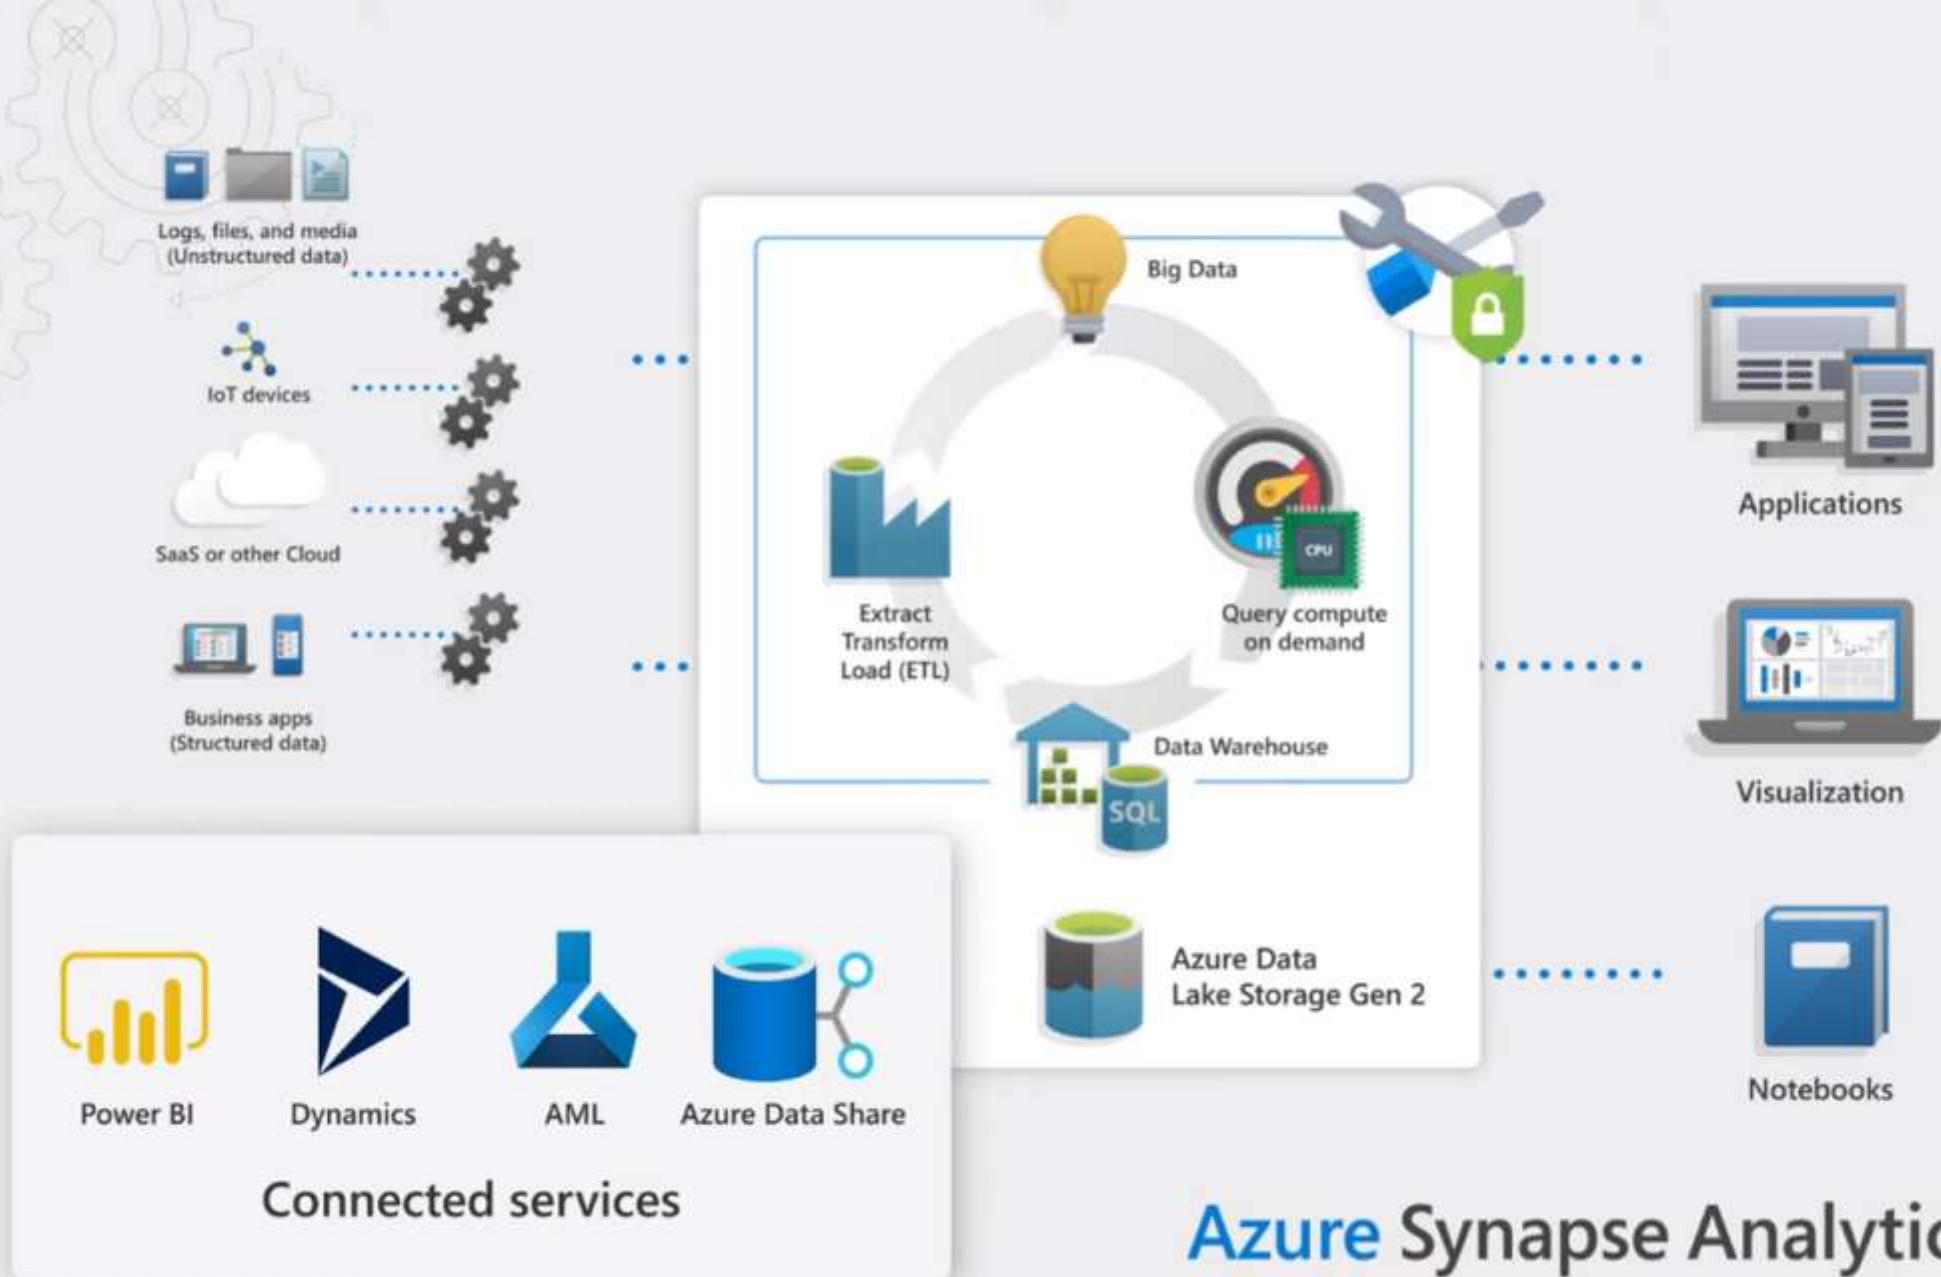 Logs, files, and media
(Unstructured data)
IoT devices
SaaS or other Cloud
Business apps
(Structured data)
Big Data
Extract
Transform
Load (ETL)
CPU
Query compute
on demand
Data Warehouse
SQL
Azure Data
Lake Storage Gen 2
Applications
Visualization
Notebooks
Power BI
Dynamics
AML
Azure Data Share
Connected services
Azure Synapse Analytic